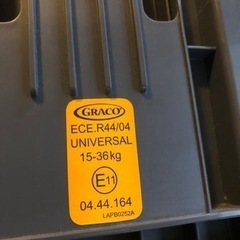 GRACO
ECE.R44/04
UNIVERSAL
15-36kg
E11
04.44.164
LAPB0252A